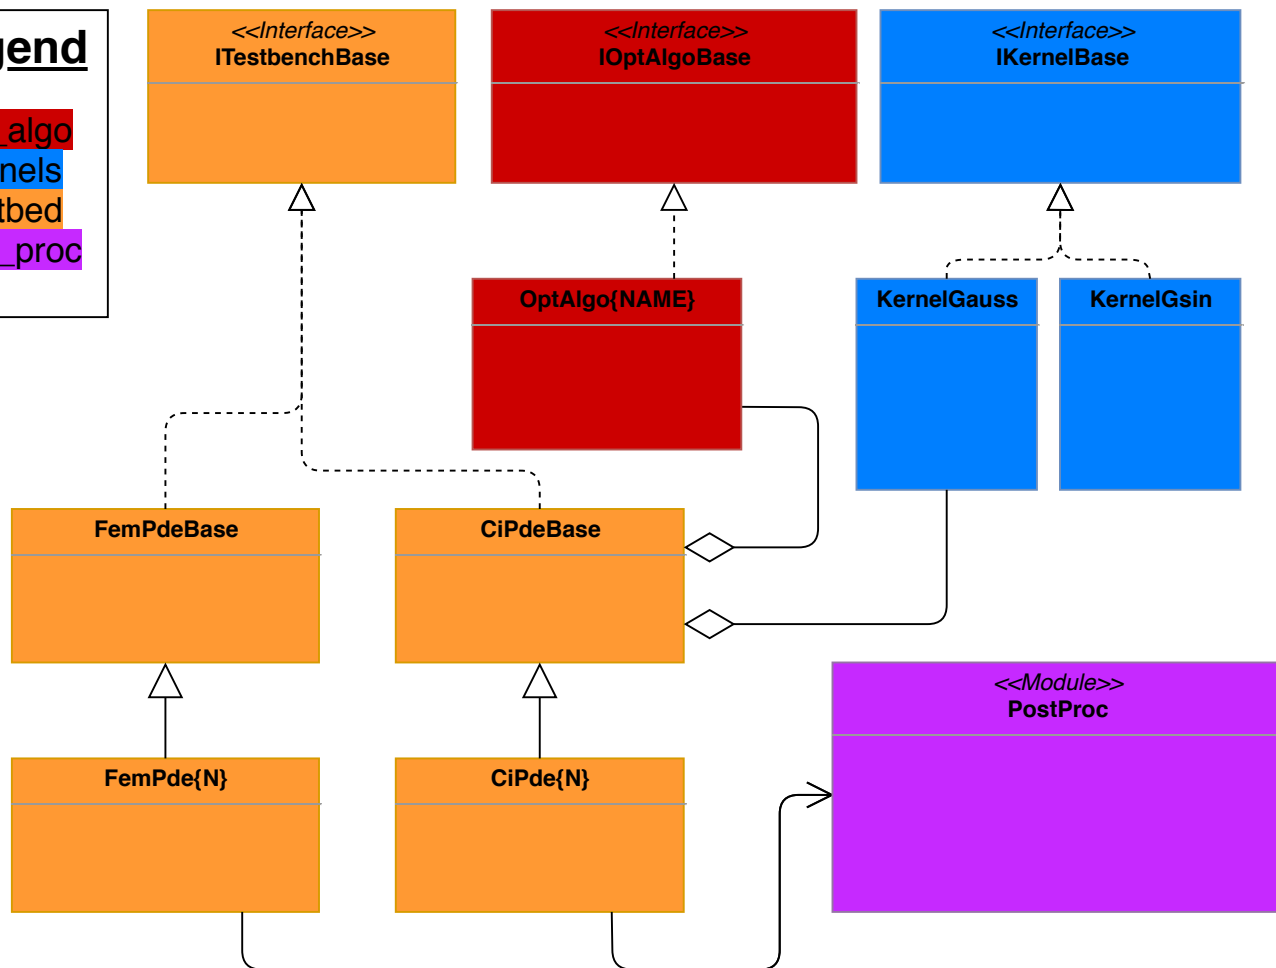 gend
_algo
nels
tbed
_proc
<<Interface>>
ITestbenchBase
<<Interface>>
IOptAlgoBase
<<Interface>>
IKernelBase
OptAlgo{NAME}
KernelGauss
KernelGsin
FemPdeBase
CiPdeBase
<<Module>>
PostProc
FemPde{N}
CiPde{N}